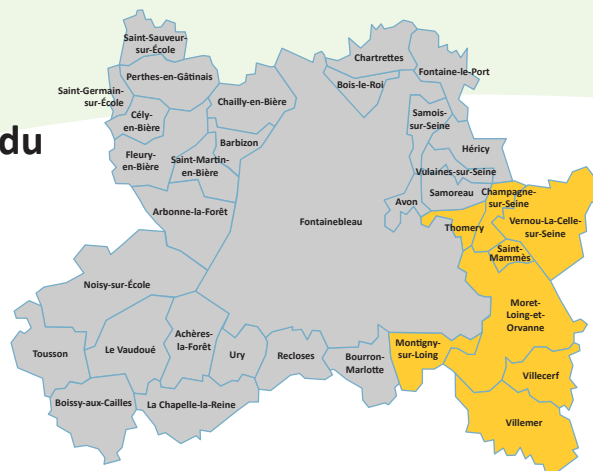 Saint-Sauveur-
sur-École
Chartrettes
Fontaine-le-Port
Perthes-en-Gâtinais
Bois-le-Roi
Saint-Germain-
sur-École
Chailly-en-Bière
Cély-
en-Bière
Samois-
sur-Seine
du
Barbizon
Héricy
Fleury-
en-Bière
Saint-Martin-
en-Bière
Vulaines-sur-Seine
Samoreau
Champagne-
sur-Seine
Avon
Arbonne-la-Forêt
Fontainebleau
Thomery
Vernou-La-Celle-
sur-Seine
Saint-
Mammès
Noisy-sur-École
Moret-
Loing-et-
Orvanne
Achères-
la-Forêt
Montigny-
sur-Loing
Tousson
Le Vaudoué
Ury
Recloses
Bourron-
Marlotte
Villecerf
Boissy-aux-Cailles
La Chapelle-la-Reine
Villemer